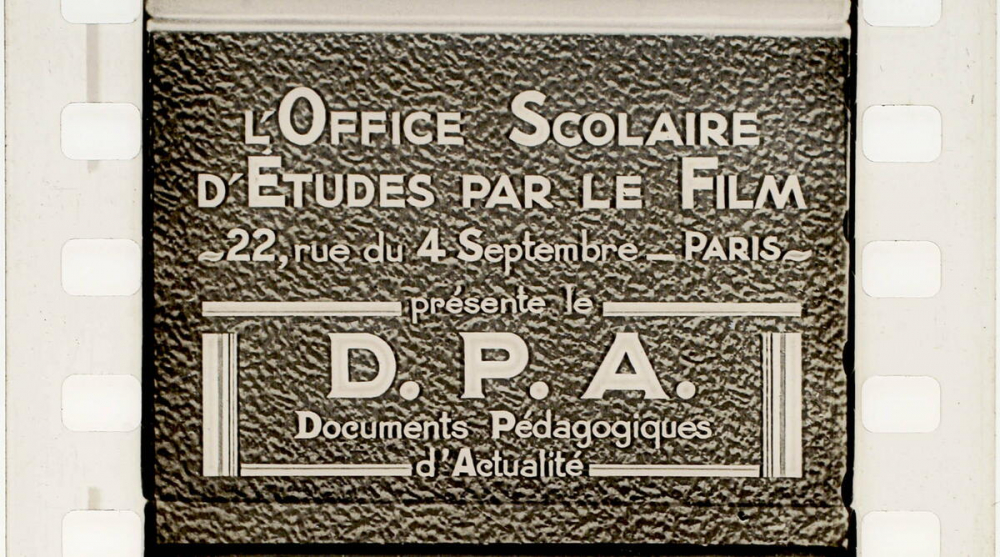 L'OFFICE SCOLAIRE
D'ÉTUDES PAR LE FILM
~22, rue du 4 Septembre _ PARIS~
présente le
D. P. A.
Documents Pédagogiques
d'Actualité